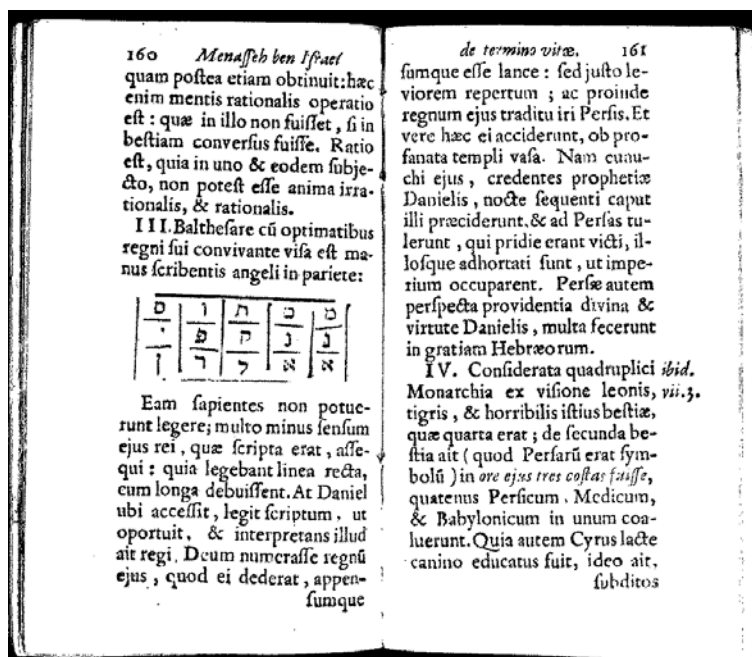 160 Menasseh ben Israel
quam postea etiam obtinuit: hæc
enim mentis rationalis operatio
est : quæ in illo non fuisset, si in
bestiam conversus fuisse. Ratio
est, quia in uno & eodem subje-
cto, non potest esse anima irra-
tionalis, & rationalis.
III. Balthesare cū optimatibus
regni sui convivante visa est ma-
nus scribentis angeli in pariete:
מ מ ת ו ס
נ נ ק פ י
א א ל ר ן
Eam sapientes non potue-
runt legere; multo minus sensum
ejus rei, quæ scripta erat, asse-
qui : quia legebant linea recta,
cum longa debuissent. At Daniel
ubi accessit, legit scriptum, ut
oportuit, & interpretans illud
ait regi, Deum numerasse regnū
ejus, quod ei dederat, appen-
sumque
de termino vitæ. 161
sumque esse lance : sed justo le-
viorem repertum ; ac proinde
regnum ejus traditu iri Persis. Et
vere hæc ei acciderunt, ob pro-
fanata templi vasa. Nam eunu-
chi ejus, credentes prophetiæ
Danielis, nocte sequenti caput
illi præciderunt, & ad Persas tu-
lerunt, qui pridie erant victi, il-
losque adhortati sunt, ut impe-
rium occuparent. Persæ autem
perspecta providentia divina &
virtute Danielis, multa fecerunt
in gratiam Hebræorum.
IV. Considerata quadruplici ibid.
Monarchia ex visione leonis, vii. 3.
tigris, & horribilis istius bestiæ,
quæ quarta erat ; de secunda be-
stia ait ( quod Persarū erat sym-
bolū ) in ore ejus tres costas fuisse,
quatenus Persicum, Medicum,
& Babylonicum in unum coa-
luerunt. Quia autem Cyrus lacte
canino educatus fuit, ideo ait,
subditos